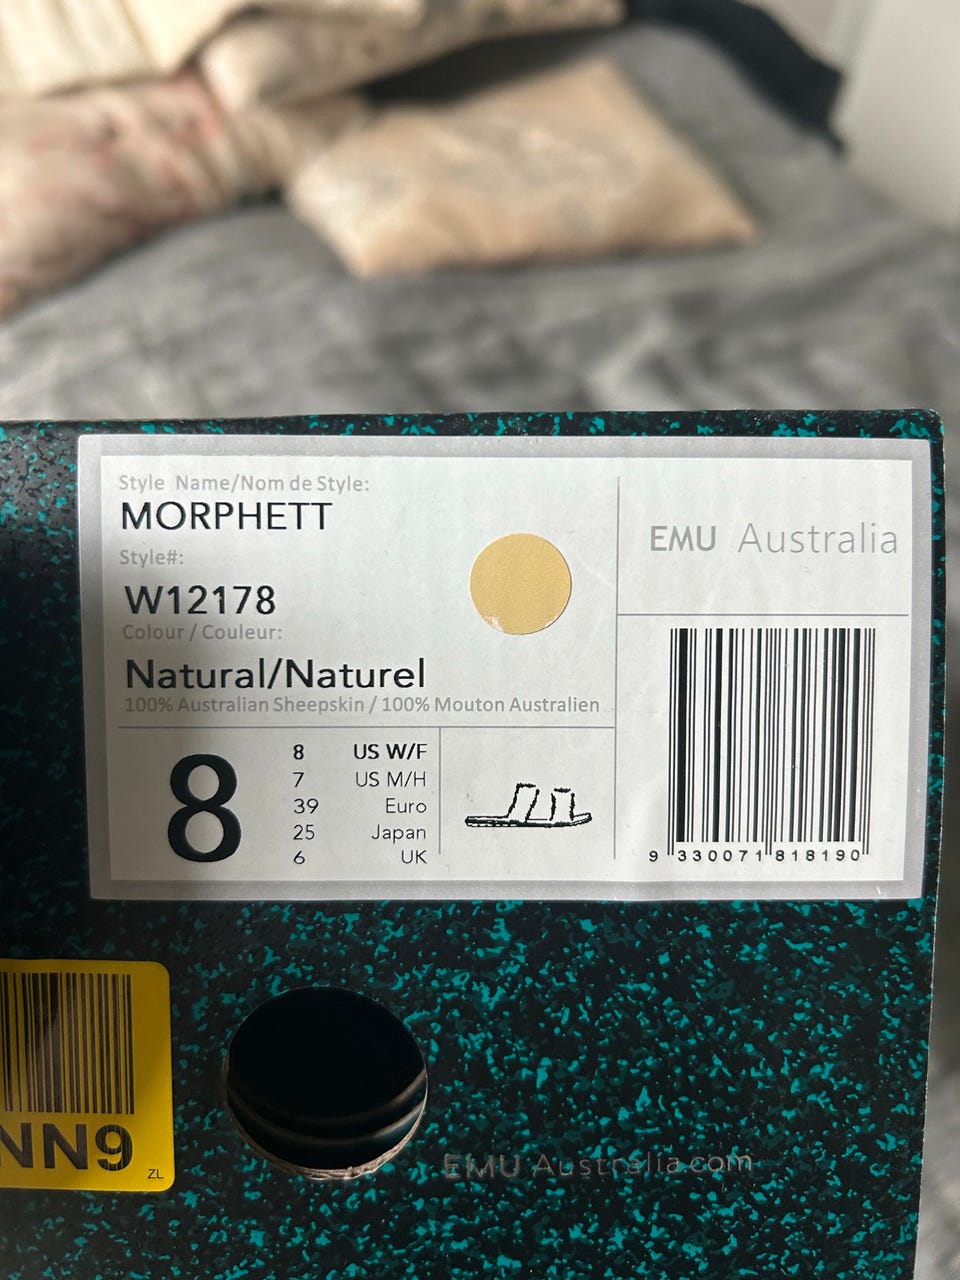 Style Name/Nom de Style:
MORPHETT
Style#:
W12178
Colour / Couleur:
Natural/Naturel
100% Australian Sheepskin / 100% Mouton Australien
EMU Australia
8
8 US W/F
7 US M/H
39 Euro
25 Japan
6 UK
9 330071 818190
NN9
ZL
EMU Australia.com